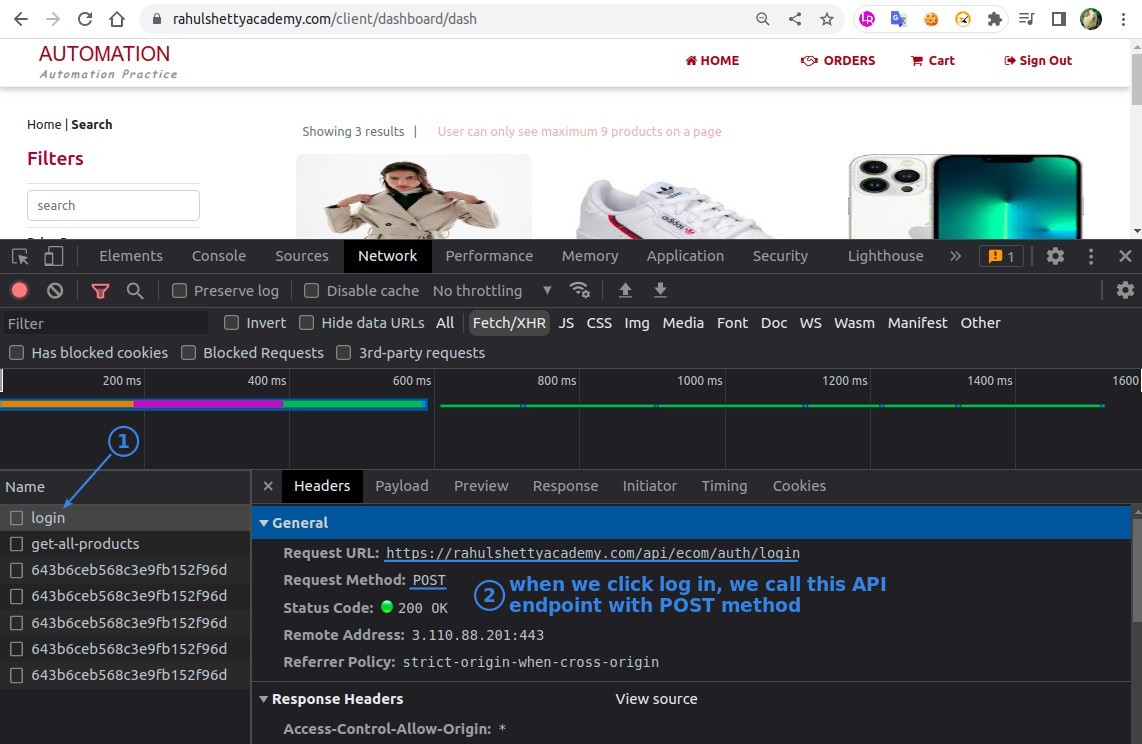 rahulshettyacademy.com/client/dashboard/dash
AUTOMATION
Automation Practice
HOME ORDERS Cart Sign Out
Home | Search
Showing 3 results | User can only see maximum 9 products on a page
Filters
search
adidas
Elements Console Sources Network Performance Memory Application Security Lighthouse » 1
Preserve log Disable cache No throttling
Filter Invert Hide data URLs All Fetch/XHR JS CSS Img Media Font Doc WS Wasm Manifest Other
Has blocked cookies Blocked Requests 3rd-party requests
200 ms 400 ms 600 ms 800 ms 1000 ms 1200 ms 1400 ms 1600
1
Name
Headers Payload Preview Response Initiator Timing Cookies
login
get-all-products
643b6ceb568c3e9fb152f96d
643b6ceb568c3e9fb152f96d
643b6ceb568c3e9fb152f96d
643b6ceb568c3e9fb152f96d
643b6ceb568c3e9fb152f96d
General
Request URL: https://rahulshettyacademy.com/api/ecom/auth/login
Request Method: POST
Status Code: 200 OK
2 when we click log in, we call this API
endpoint with POST method
Remote Address: 3.110.88.201:443
Referrer Policy: strict-origin-when-cross-origin
Response Headers View source
Access-Control-Allow-Origin: *